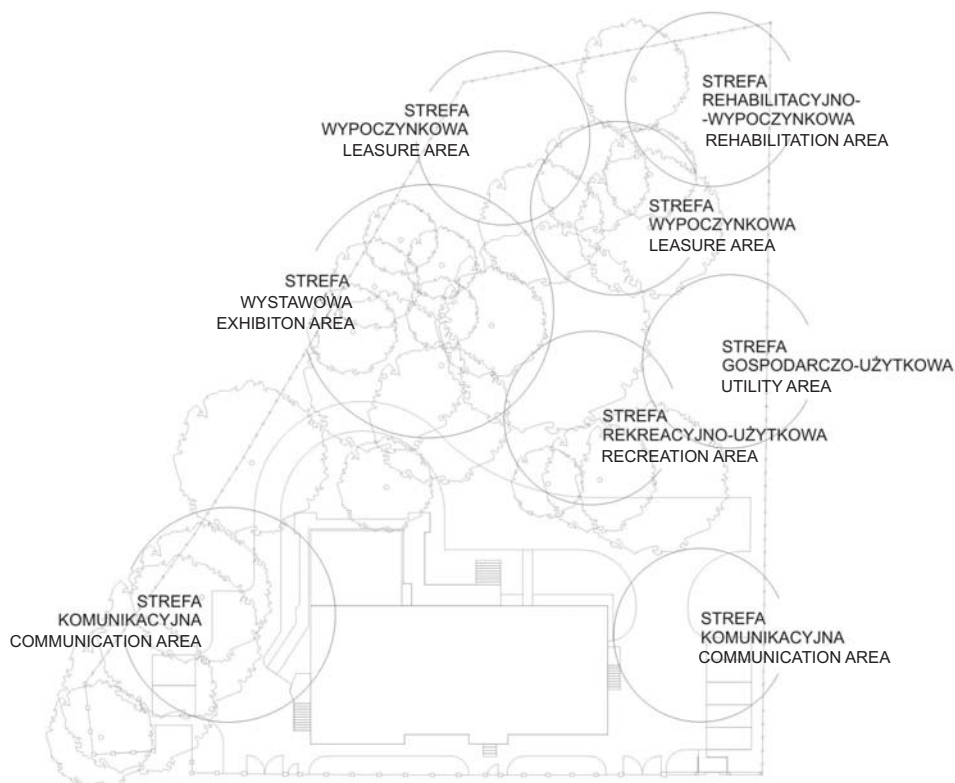 STREFA
REHABILITACYJNO-
-WYPOCZYNKOWA
REHABILITATION AREA
STREFA
WYPOCZYNKOWA
LEASURE AREA
STREFA
WYPOCZYNKOWA
LEASURE AREA
STREFA
WYSTAWOWA
EXHIBITON AREA
STREFA
GOSPODARCZO-UŻYTKOWA
UTILITY AREA
STREFA
REKREACYJNO-UŻYTKOWA
RECREATION AREA
STREFA
KOMUNIKACYJNA
COMMUNICATION AREA
STREFA
KOMUNIKACYJNA
COMMUNICATION AREA